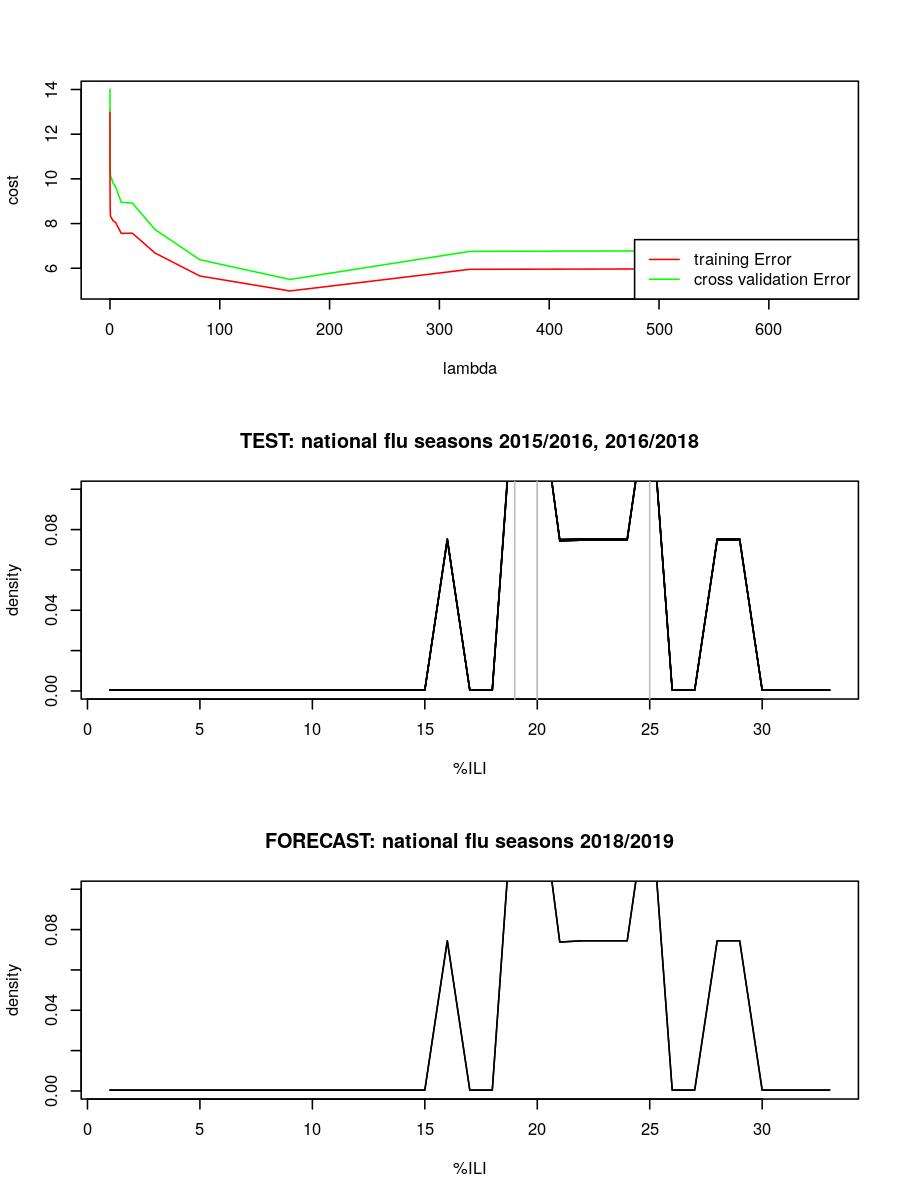 14
12
10
8
6
cost
training Error
cross validation Error
0 100 200 300 400 500 600
lambda
TEST: national flu seasons 2015/2016, 2016/2018
0.08
0.04
0.00
density
0 5 10 15 20 25 30
%ILI
FORECAST: national flu seasons 2018/2019
0.08
0.04
0.00
density
0 5 10 15 20 25 30
%ILI